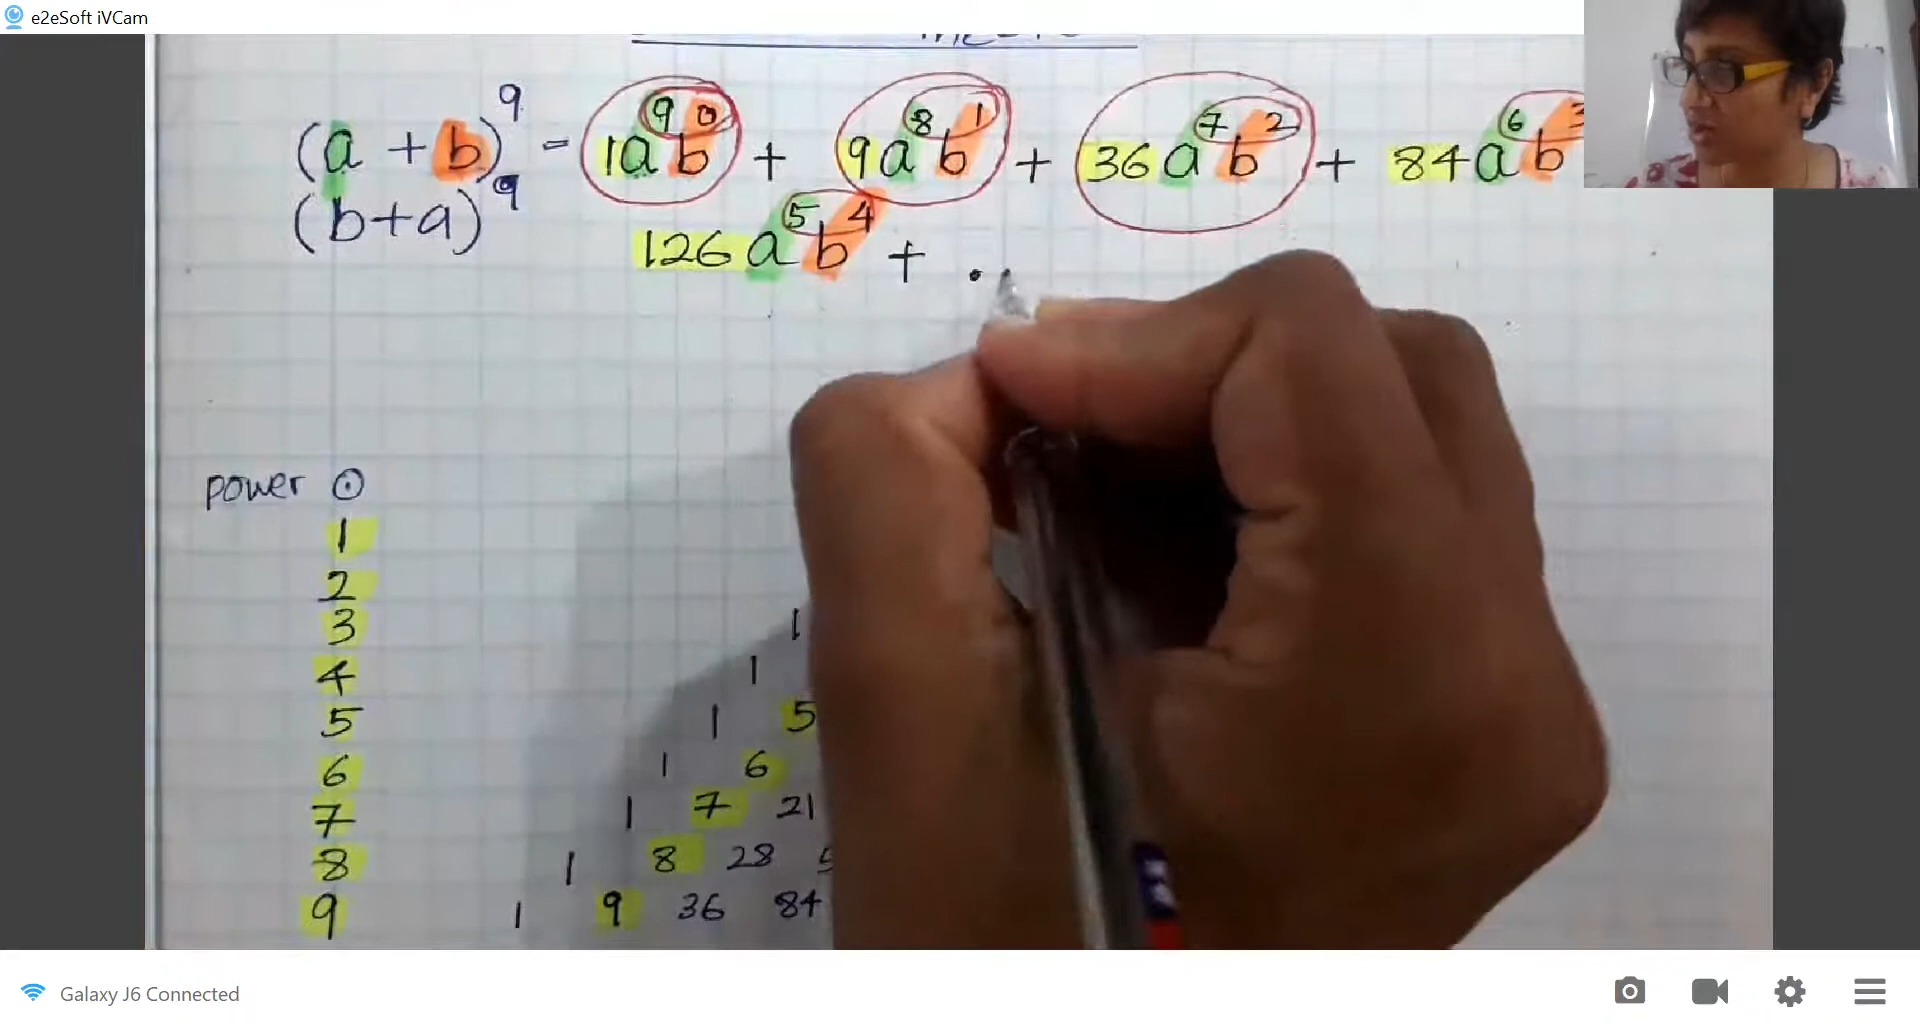 e2eSoft iVCam
(a + b)⁹ = 1a⁹b⁰ + 9a⁸b¹ + 36a⁷b² + 84a⁶b³
(b+a)⁹ 126a⁵b⁴ + ..
power 0
1
2
3 1
4 1
5 1 5
6 1 6
7 1 7 21
8 1 8 28 5
9 1 9 36 84
Galaxy J6 Connected